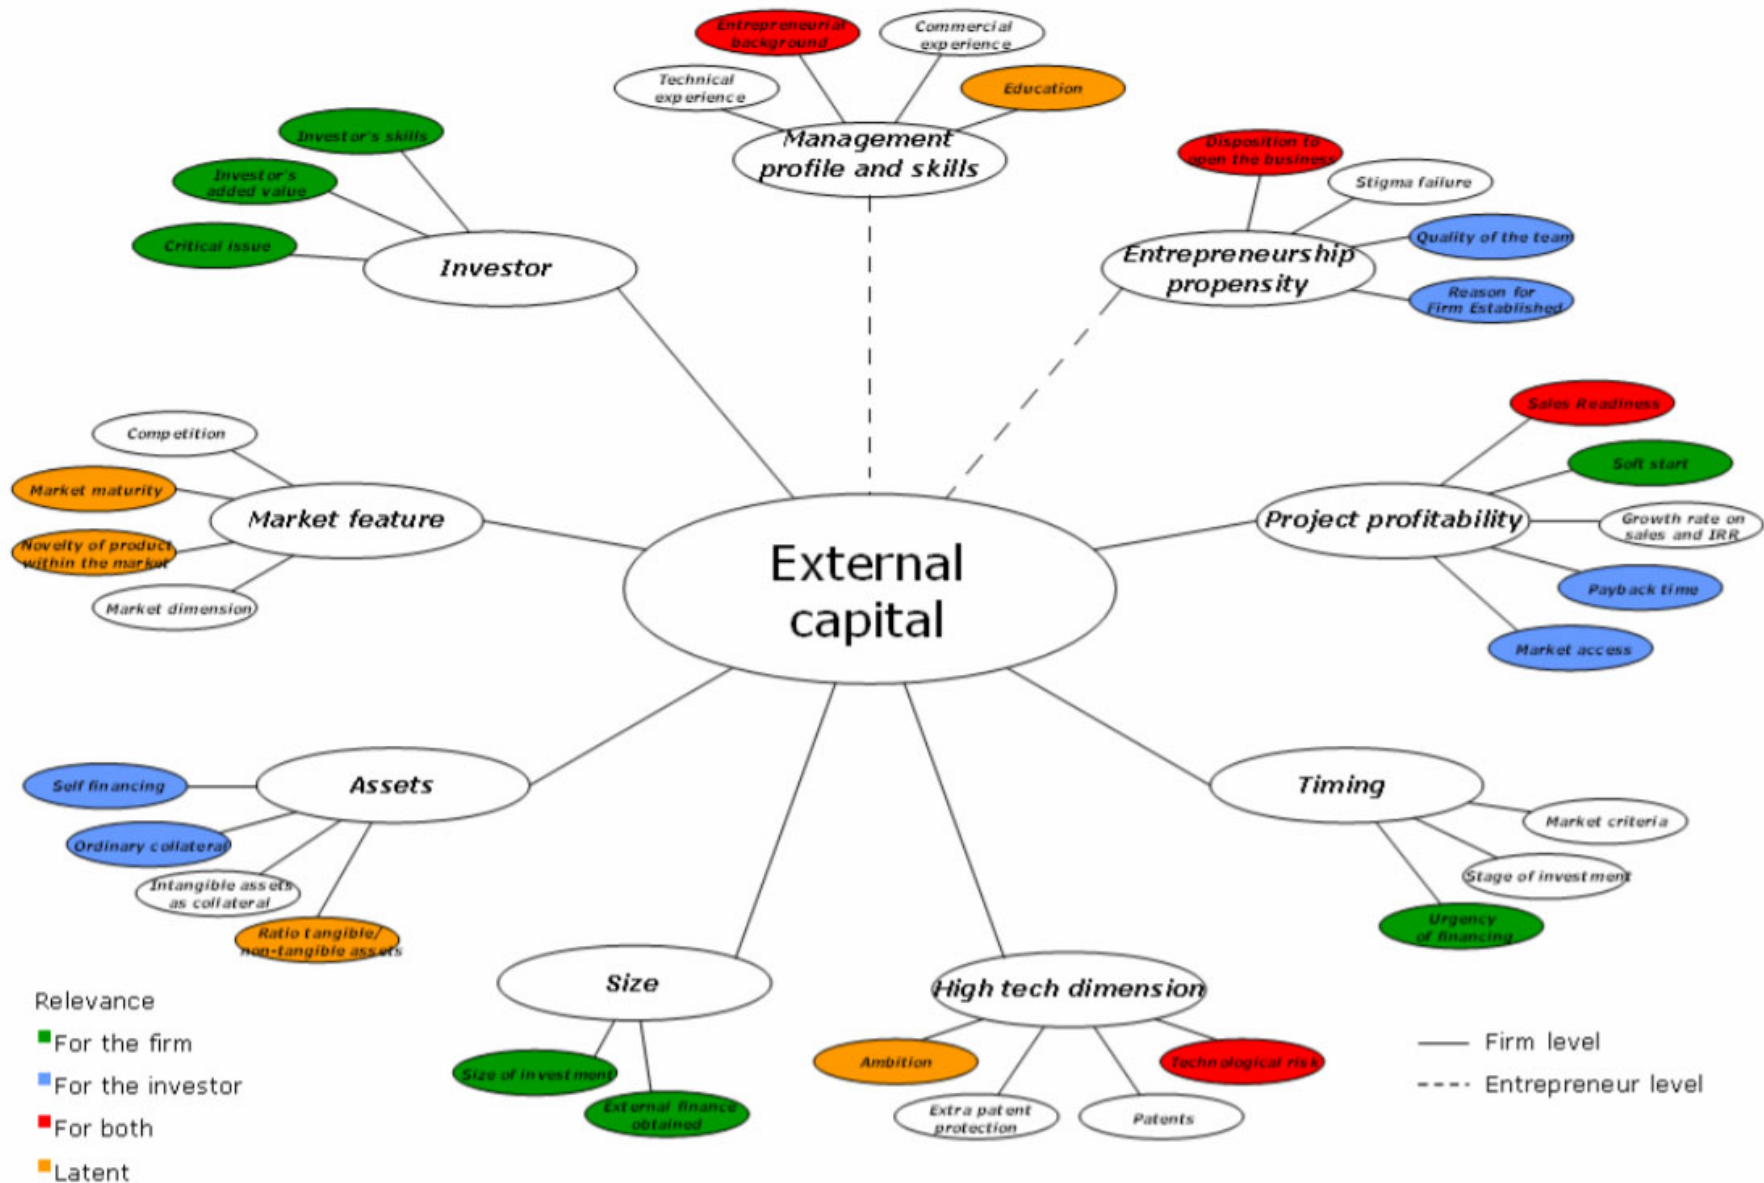 Entrepreneurial
background
Commercial
experience
Technical
experience
Education
Management
profile and skills
Investor's skills
Investor's
added value
Critical issue
Investor
Disposition to
open the business
Stigma failure
Quality of the team
Reason for
Firm Established
Entrepreneurship
propensity
Competition
Market maturity
Novelty of product
within the market
Market dimension
Market feature
External
capital
Sales Readiness
Soft start
Growth rate on
sales and IRR
Payback time
Market access
Project profitability
Self financing
Ordinary collateral
Intangible assets
as collateral
Ratio tangible/
non-tangible assets
Assets
Timing
Market criteria
Stage of investment
Urgency
of financing
Size
Size of investment
External finance
obtained
High tech dimension
Ambition
Extra patent
protection
Patents
Technological risk
Relevance
For the firm
For the investor
For both
Latent
Firm level
Entrepreneur level